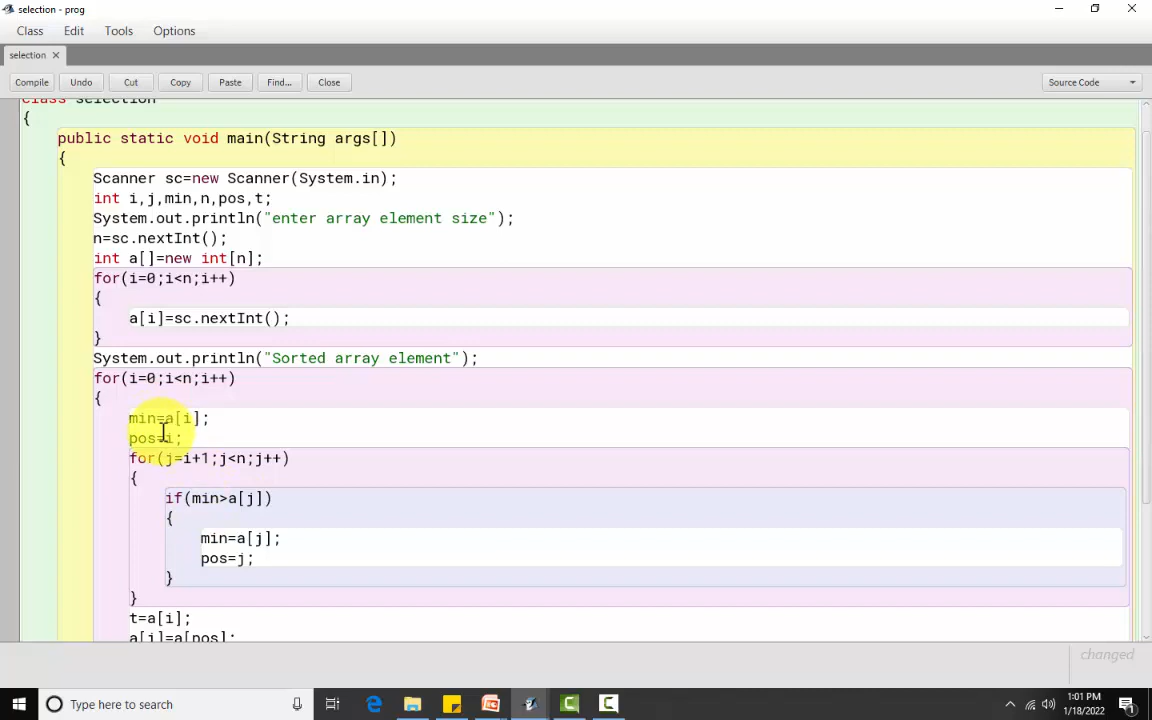 selection - prog
Class Edit Tools Options
selection ×
Compile Undo Cut Copy Paste Find... Close Source Code
class selection
{
public static void main(String args[])
{
Scanner sc=new Scanner(System.in);
int i,j,min,n,pos,t;
System.out.println("enter array element size");
n=sc.nextInt();
int a[]=new int[n];
for(i=0;i<n;i++)
{
a[i]=sc.nextInt();
}
System.out.println("Sorted array element");
for(i=0;i<n;i++)
{
min=a[i];
pos=i;
for(j=i+1;j<n;j++)
{
if(min>a[j])
{
min=a[j];
pos=j;
}
}
t=a[i];
a[i]=a[pos];
changed
Type here to search
1:01 PM
1/18/2022
1